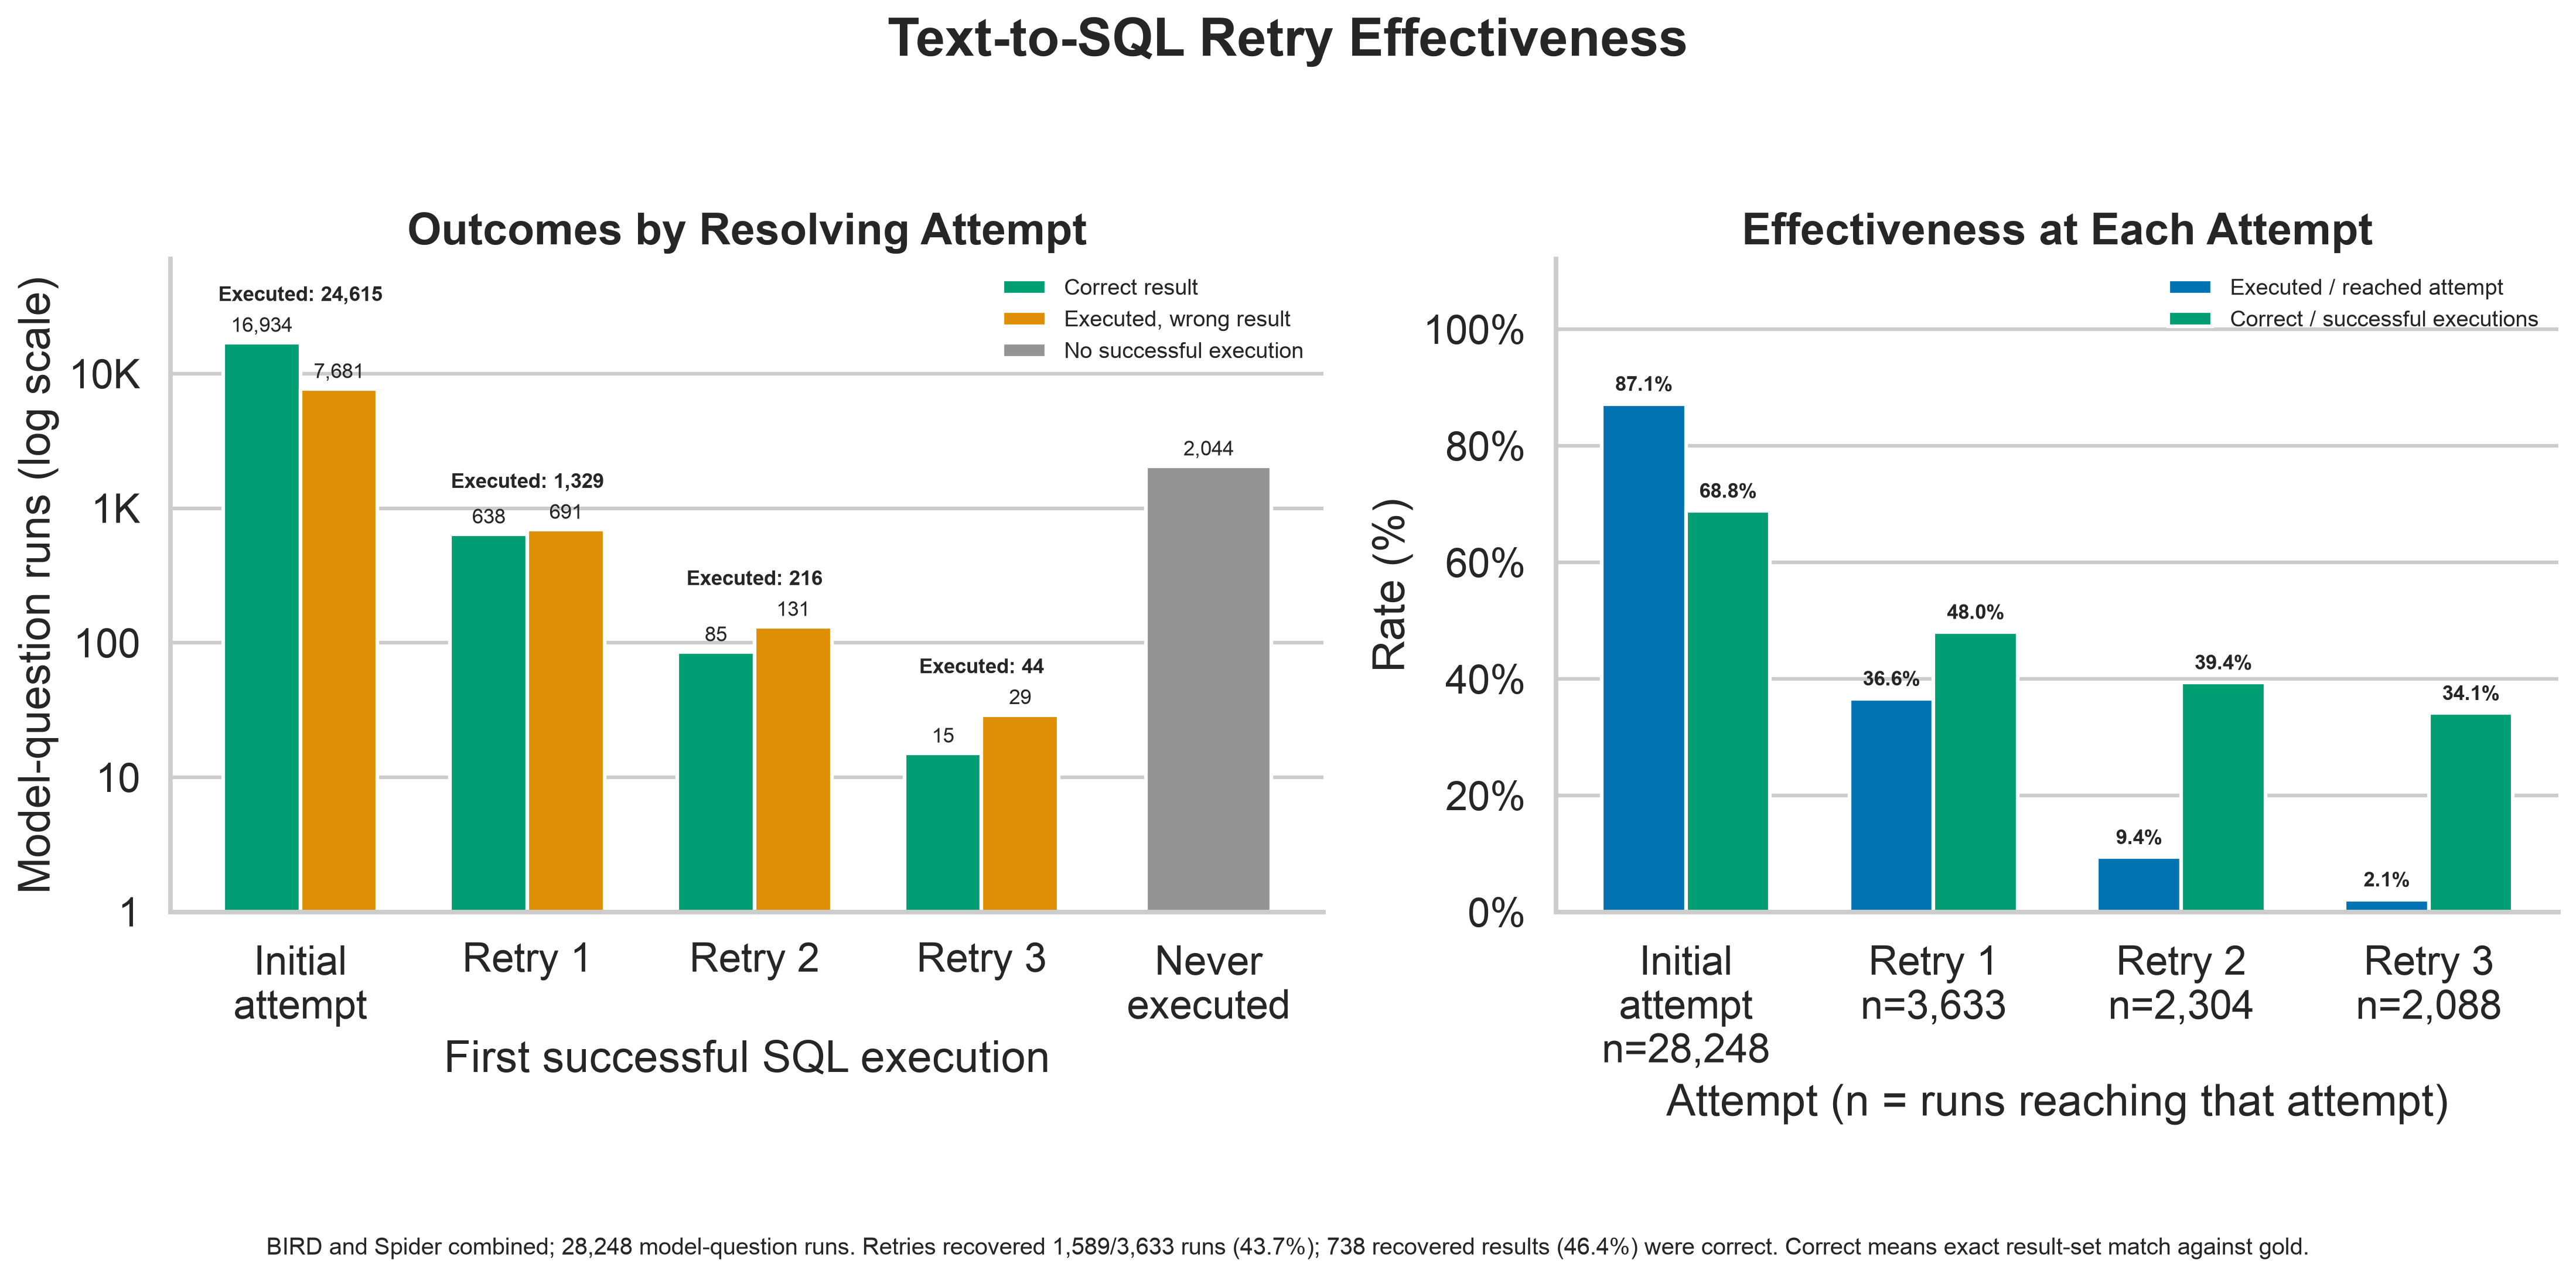 Text-to-SQL Retry Effectiveness
Outcomes by Resolving Attempt
Model-question runs (log scale)
10K
1K
100
10
1
Correct result
Executed, wrong result
No successful execution
Executed: 24,615
16,934
7,681
Executed: 1,329
638
691
Executed: 216
85
131
Executed: 44
15
29
2,044
Initial
attempt
Retry 1
Retry 2
Retry 3
Never
executed
First successful SQL execution
Effectiveness at Each Attempt
Rate (%)
100%
80%
60%
40%
20%
0%
Executed / reached attempt
Correct / successful executions
87.1%
68.8%
36.6%
48.0%
9.4%
39.4%
2.1%
34.1%
Initial
attempt
n=28,248
Retry 1
n=3,633
Retry 2
n=2,304
Retry 3
n=2,088
Attempt (n = runs reaching that attempt)
BIRD and Spider combined; 28,248 model-question runs. Retries recovered 1,589/3,633 runs (43.7%); 738 recovered results (46.4%) were correct. Correct means exact result-set match against gold.